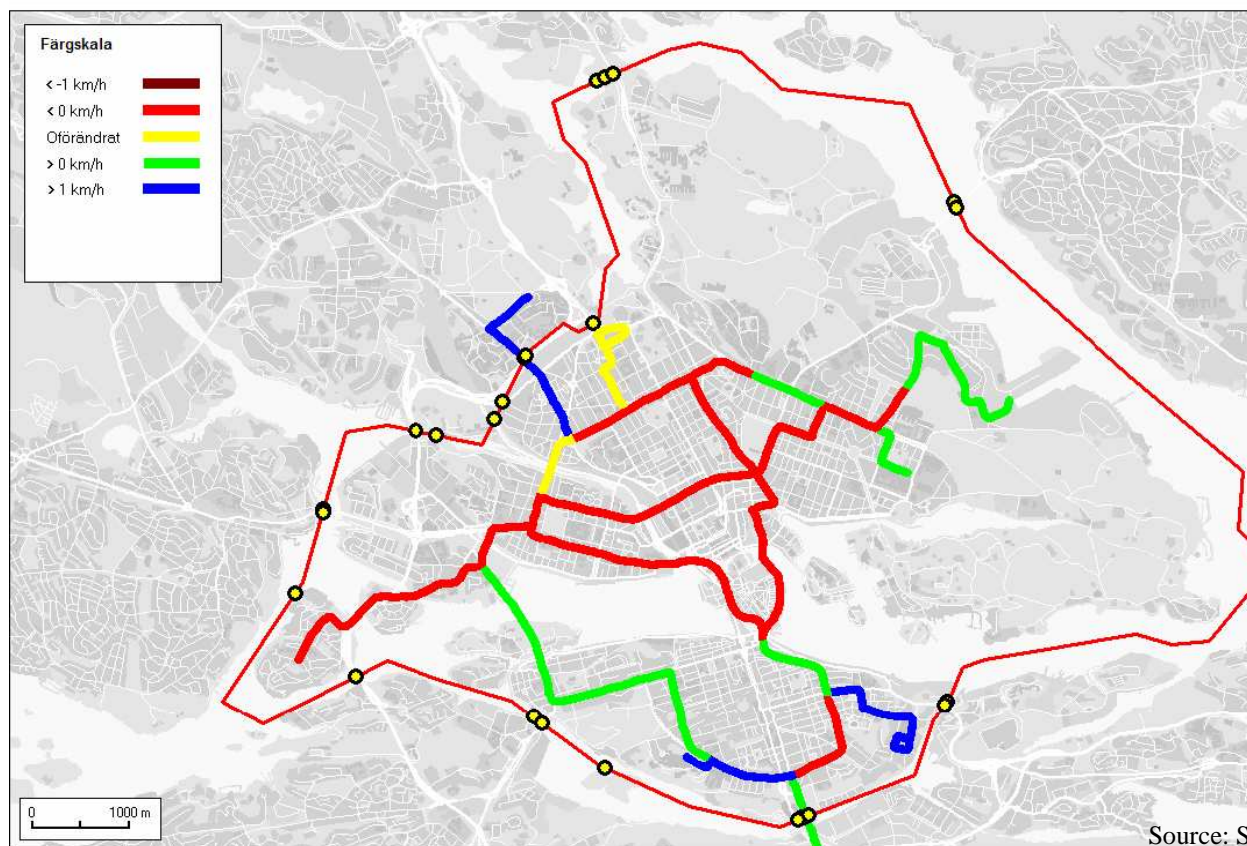 Färgskala
< -1 km/h
< 0 km/h
Oförändrat
> 0 km/h
> 1 km/h
0 1000 m
Source: S